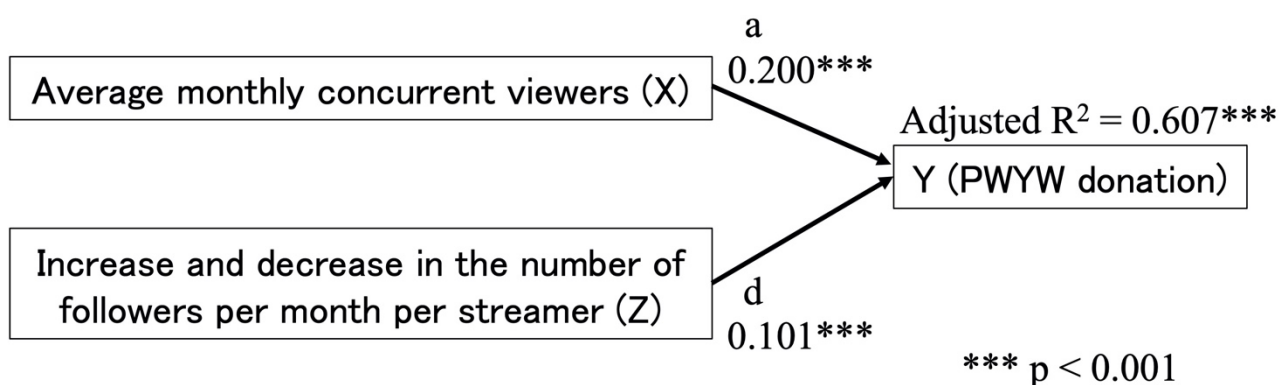 a
0.200***
Average monthly concurrent viewers (X)
Adjusted R² = 0.607***
Y (PWYW donation)
Increase and decrease in the number of
followers per month per streamer (Z)
d
0.101***
*** p < 0.001